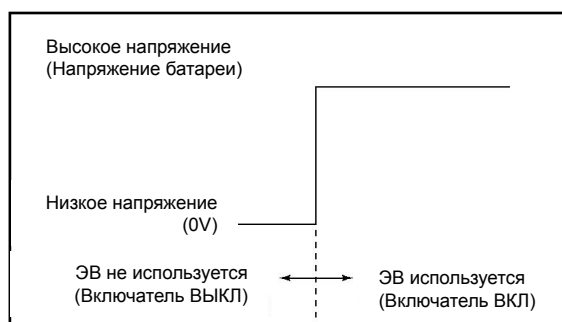 Высокое напряжение
(Напряжение батареи)
Низкое напряжение
(0V)
ЭВ не используется
(Включатель ВЫКЛ)
ЭВ используется
(Включатель ВКЛ)